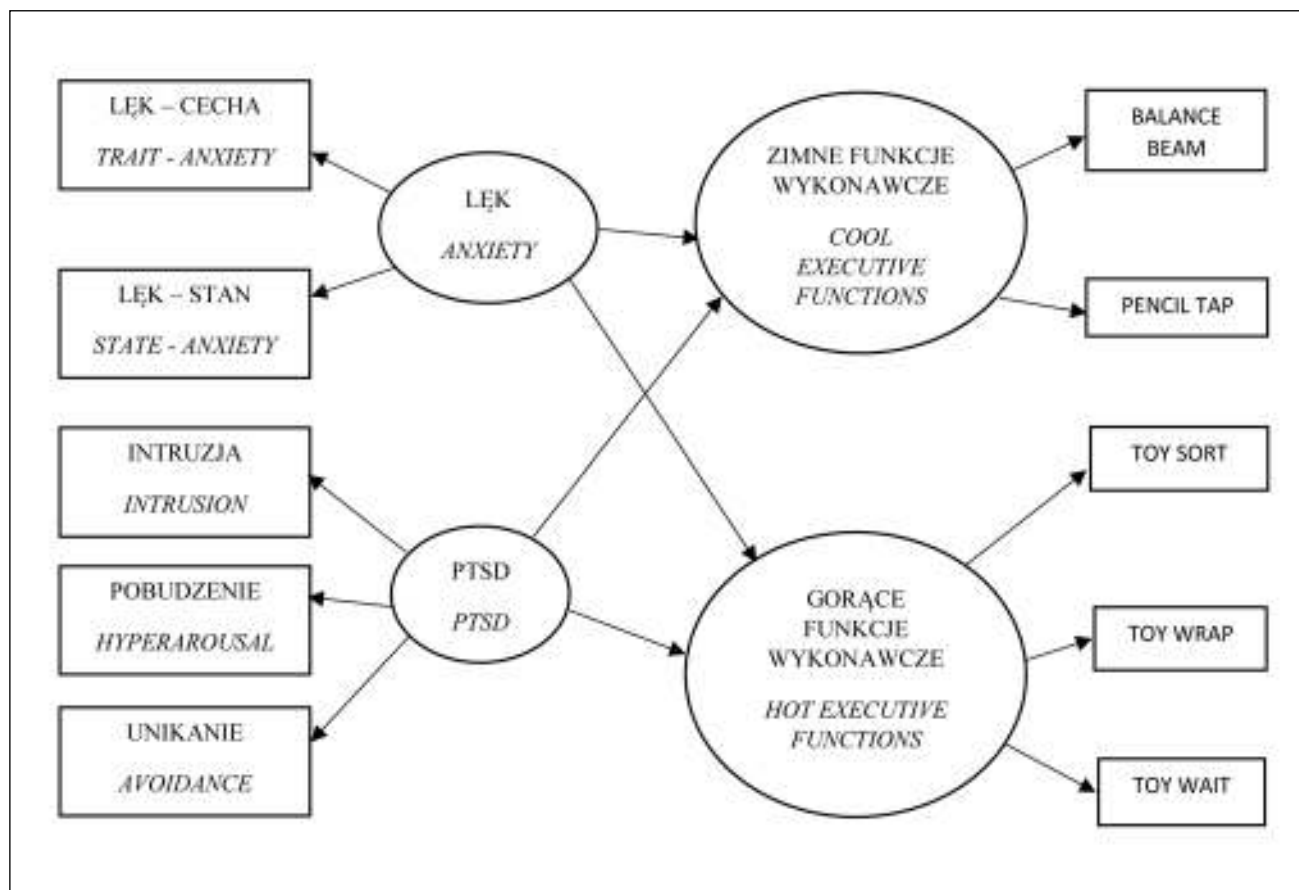 LĘK – CECHA
TRAIT - ANXIETY
LĘK – STAN
STATE - ANXIETY
INTRUZJA
INTRUSION
POBUDZENIE
HYPERAROUSAL
UNIKANIE
AVOIDANCE
LĘK
ANXIETY
PTSD
PTSD
ZIMNE FUNKCJE
WYKONAWCZE
COOL
EXECUTIVE
FUNCTIONS
GORĄCE
FUNKCJE
WYKONAWCZE
HOT EXECUTIVE
FUNCTIONS
BALANCE
BEAM
PENCIL TAP
TOY SORT
TOY WRAP
TOY WAIT